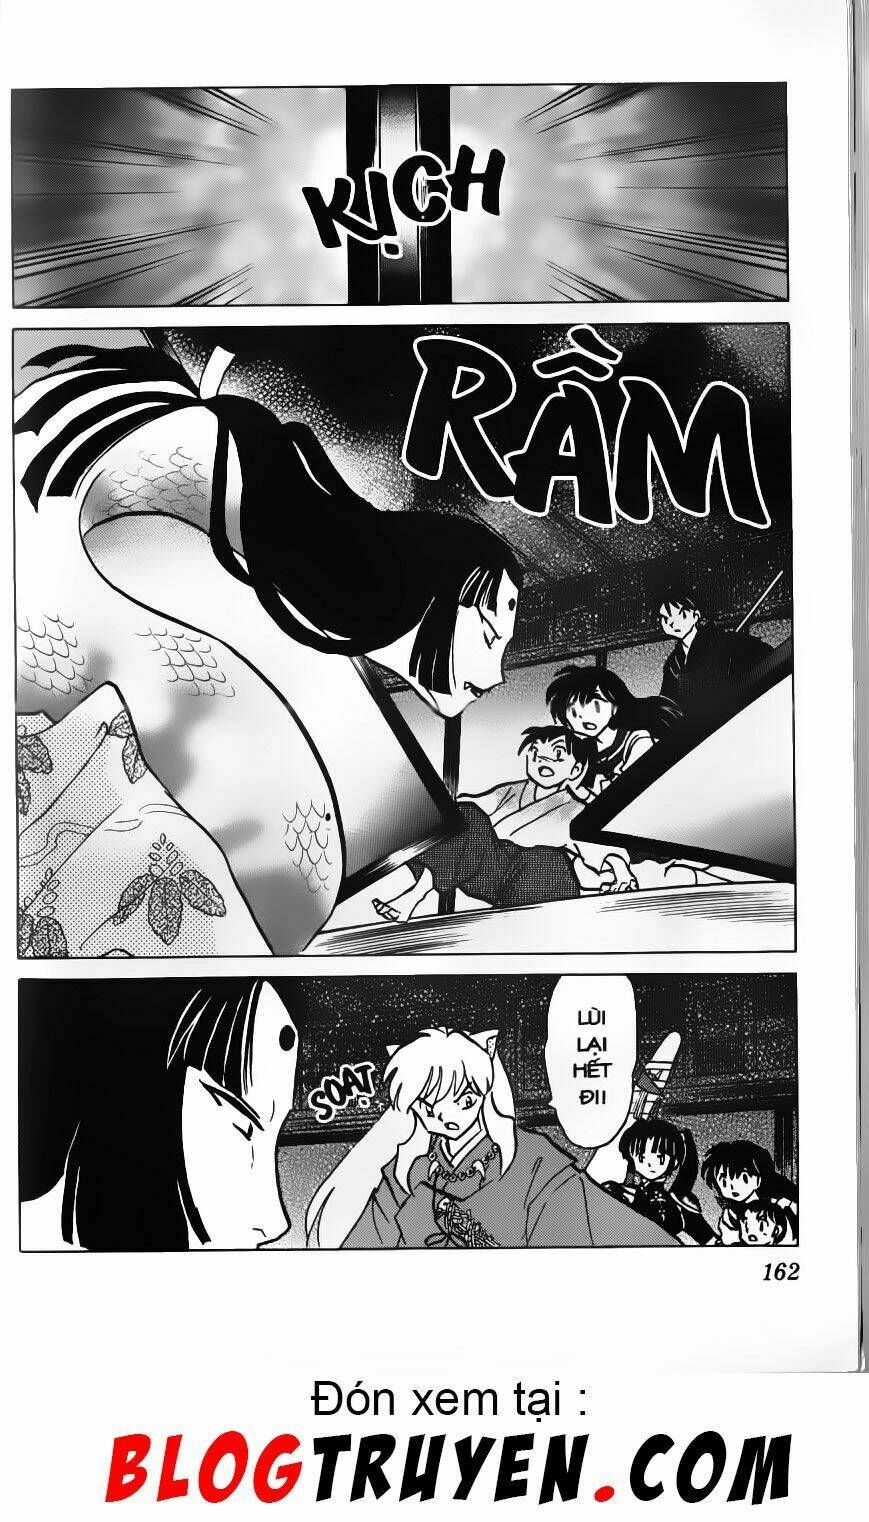 KỊCH
RẦM
SOẠT
LÙI
LẠI
HẾT
ĐI!
162
Đón xem tại :
BLOGTRUYEN.COM